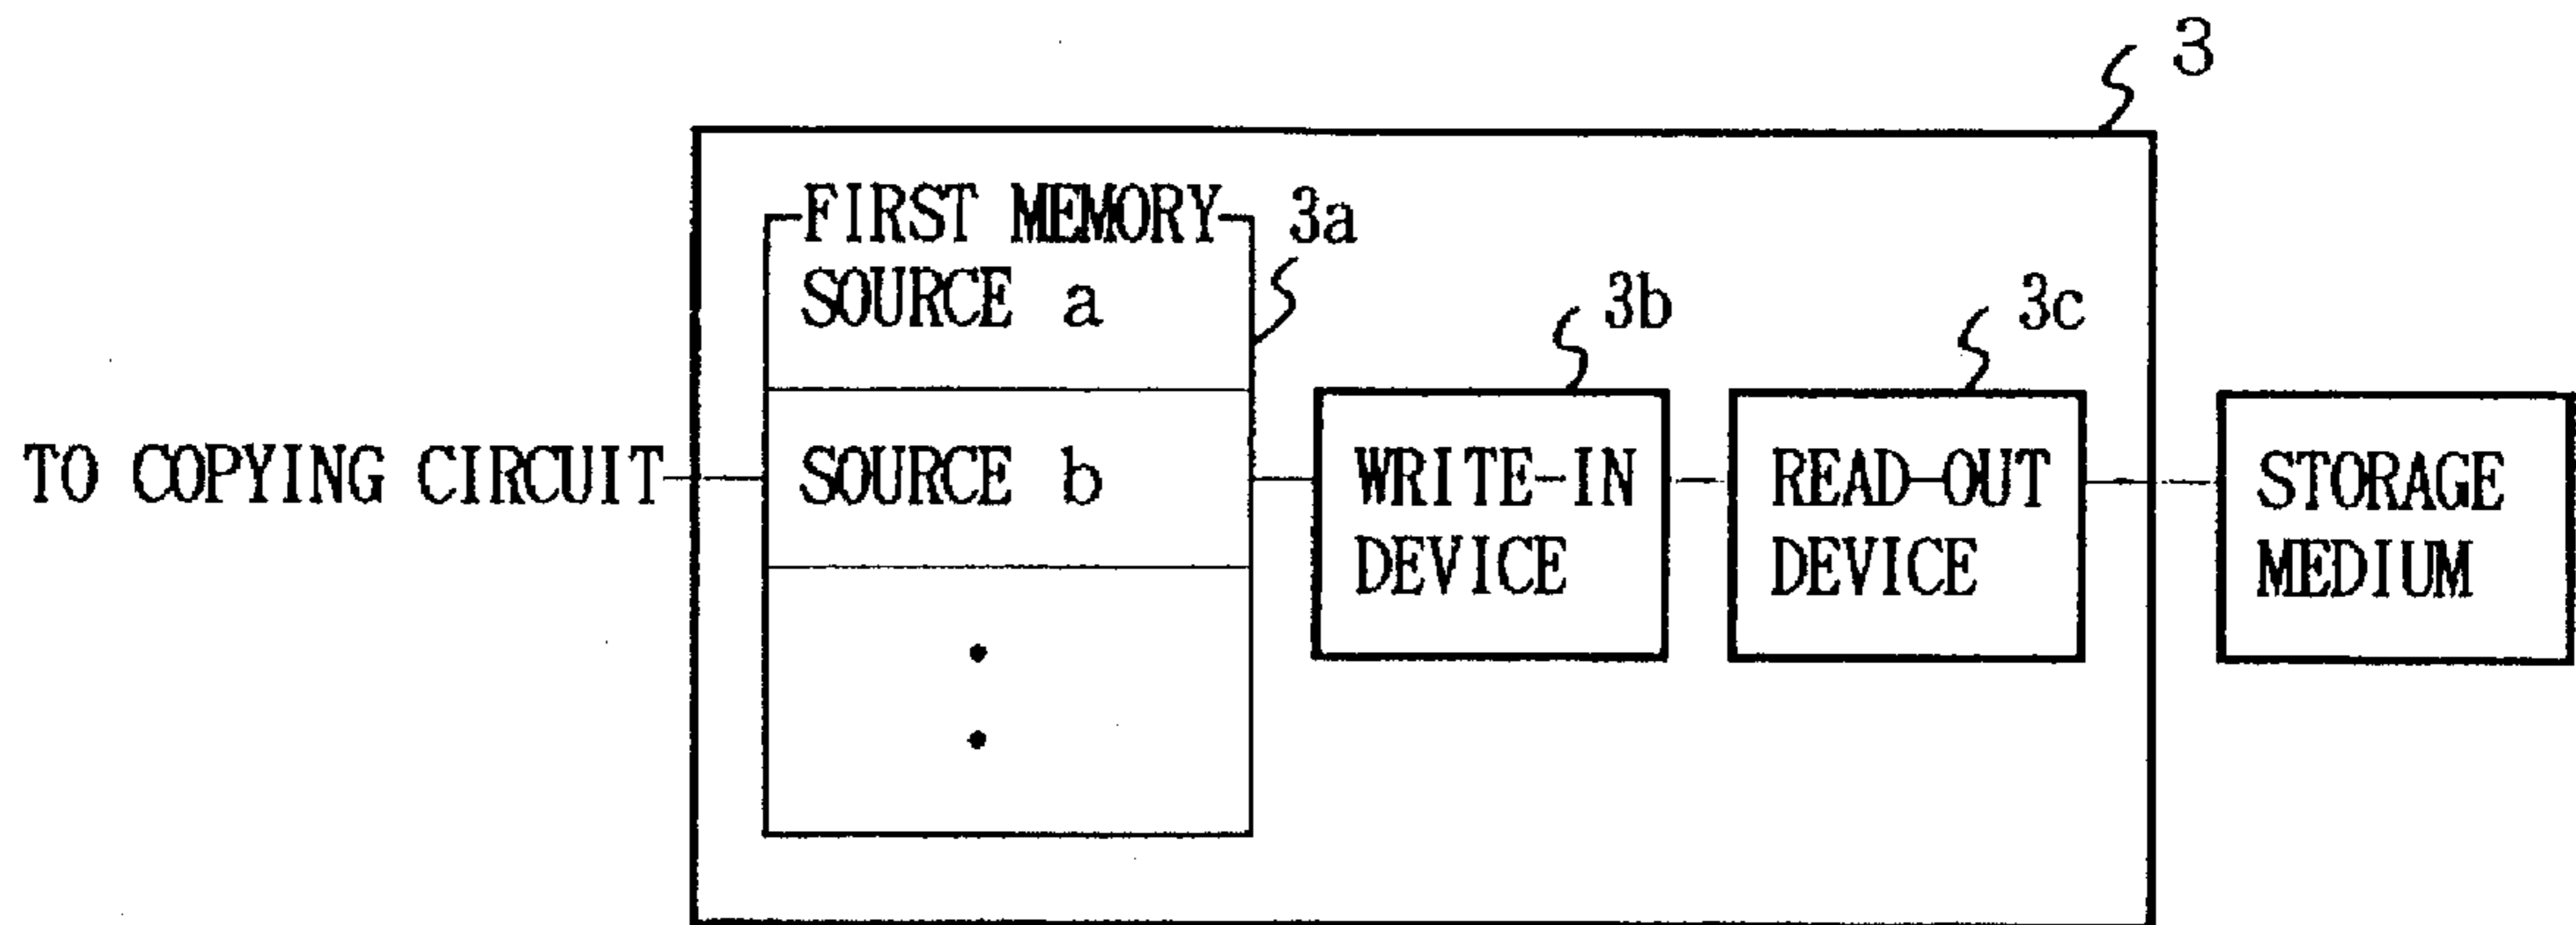 3
FIRST MEMORY
3a
SOURCE a
3b
3c
TO COPYING CIRCUIT
SOURCE b
WRITE-IN
DEVICE
READ-OUT
DEVICE
STORAGE
MEDIUM